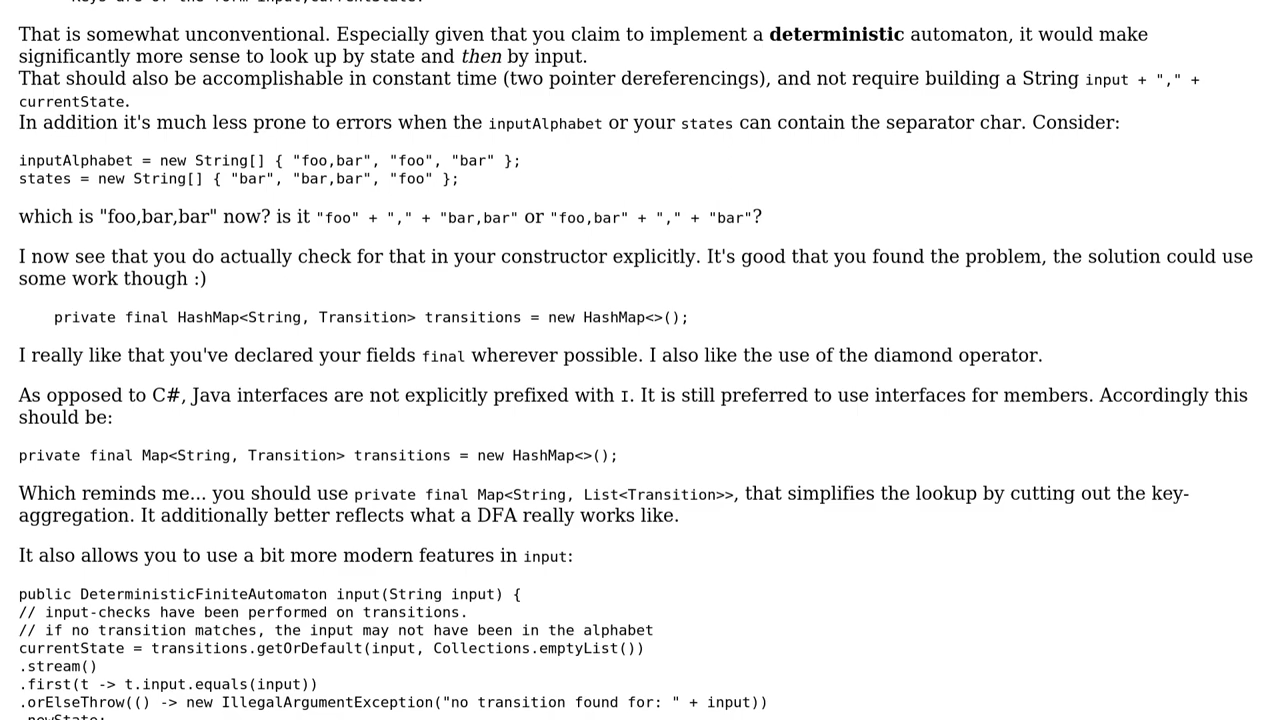 That is somewhat unconventional. Especially given that you claim to implement a deterministic automaton, it would make
significantly more sense to look up by state and then by input.
That should also be accomplishable in constant time (two pointer dereferencings), and not require building a String input + "," +
currentState.
In addition it's much less prone to errors when the inputAlphabet or your states can contain the separator char. Consider:
inputAlphabet = new String[] { "foo,bar", "foo", "bar" };
states = new String[] { "bar", "bar,bar", "foo" };
which is "foo,bar,bar" now? is it "foo" + "," + "bar,bar" or "foo,bar" + "," + "bar"?
I now see that you do actually check for that in your constructor explicitly. It's good that you found the problem, the solution could use
some work though :)
private final HashMap<String, Transition> transitions = new HashMap<>();
I really like that you've declared your fields final wherever possible. I also like the use of the diamond operator.
As opposed to C#, Java interfaces are not explicitly prefixed with I. It is still preferred to use interfaces for members. Accordingly this
should be:
private final Map<String, Transition> transitions = new HashMap<>();
Which reminds me... you should use private final Map<String, List<Transition>>, that simplifies the lookup by cutting out the key-
aggregation. It additionally better reflects what a DFA really works like.
It also allows you to use a bit more modern features in input:
public DeterministicFiniteAutomaton input(String input) {
// input-checks have been performed on transitions.
// if no transition matches, the input may not have been in the alphabet
currentState = transitions.getOrDefault(input, Collections.emptyList())
.stream()
.first(t -> t.input.equals(input))
.orElseThrow(() -> new IllegalArgumentException("no transition found for: " + input))